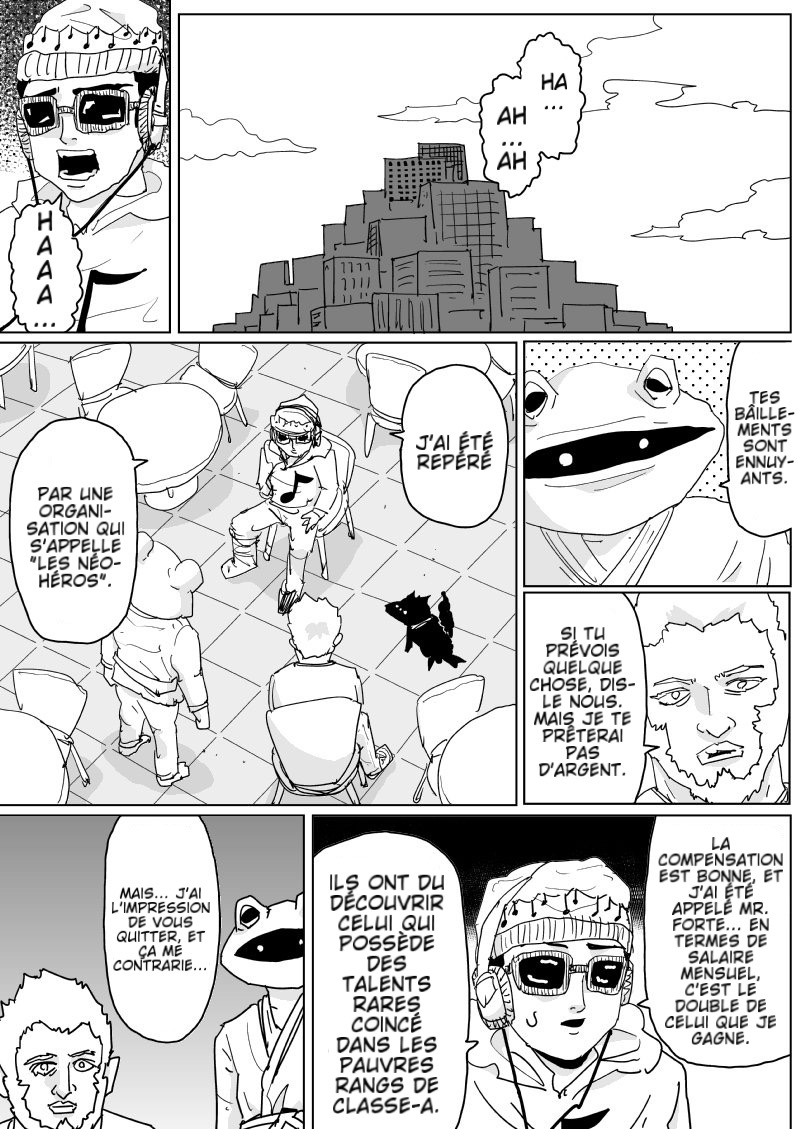 H
A
A
A
...
HA
...
AH
...
AH
TES
BÂILLE-
MENTS
SONT
ENNUY-
ANTS.
J'AI ÉTÉ
REPÉRÉ
PAR UNE
ORGANI-
SATION QUI
S'APPELLE
"LES NÉO-
HÉROS".
SI TU
PRÉVOIS
QUELQUE
CHOSE, DIS-
LE NOUS.
MAIS JE TE
PRÊTERAI
PAS
D'ARGENT.
MAIS... J'AI
L'IMPRESSION
DE VOUS
QUITTER, ET
ÇA ME
CONTRARIE...
ILS ONT DU
DÉCOUVRIR
CELUI QUI
POSSÈDE
DES
TALENTS
RARES
COINCÉ
DANS LES
PAUVRES
RANGS DE
CLASSE-A.
LA
COMPENSATION
EST BONNE, ET
J'AI ÉTÉ
APPELÉ MR.
FORTE... EN
TERMES DE
SALAIRE
MENSUEL,
C'EST LE
DOUBLE DE
CELUI QUE JE
GAGNE.